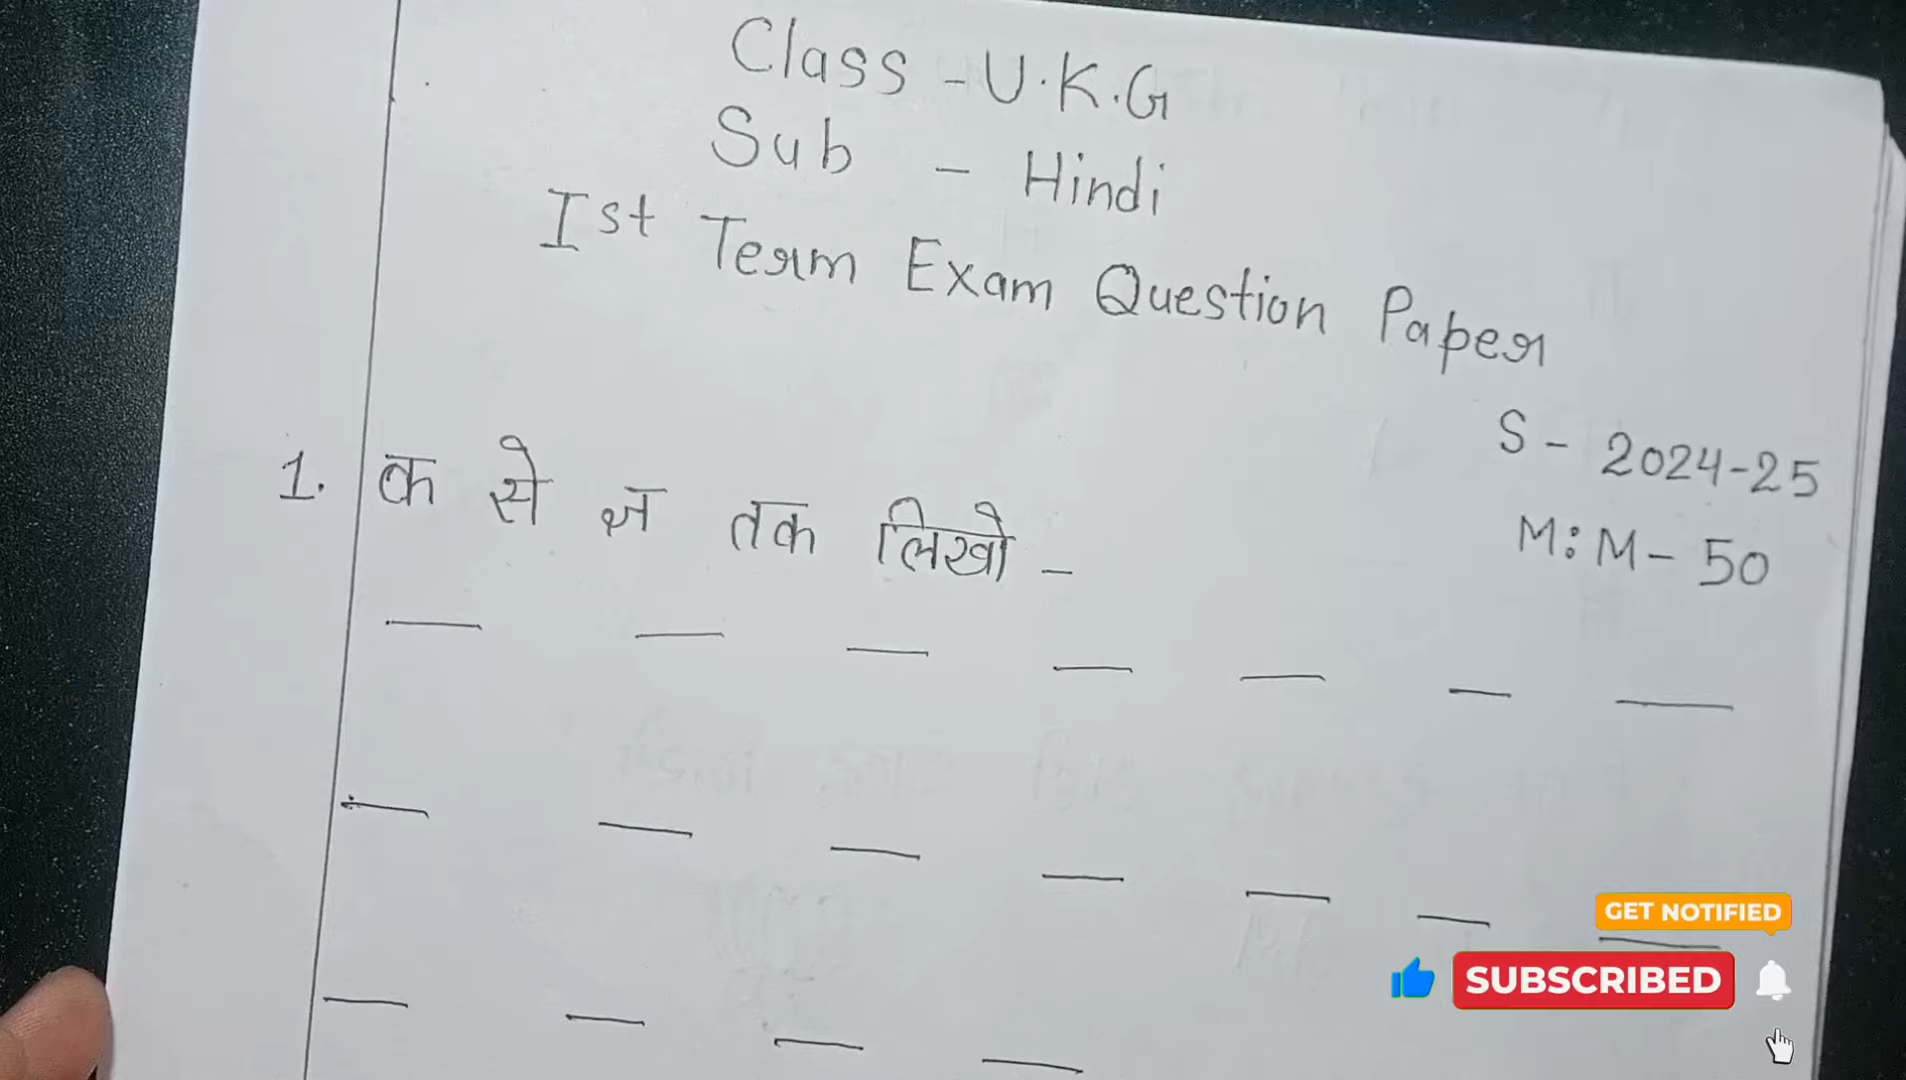 Class - U.K.G
Sub - Hindi
Ist Term Exam Question Paper
S - 2024-25
M:M - 50
1. क से ज्ञ तक लिखो -
GET NOTIFIED
SUBSCRIBED